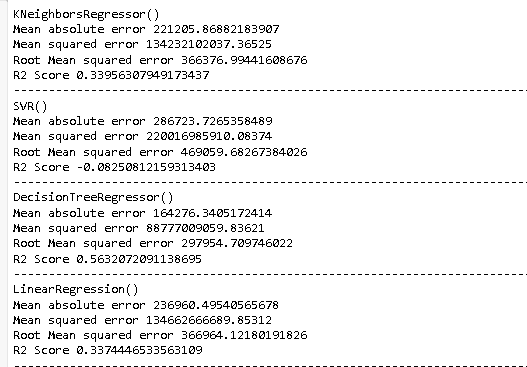 KNeighborsRegressor()
Mean absolute error 221205.86882183907
Mean squared error 134232102037.36525
Root Mean squared error 366376.99441608676
R2 Score 0.33956307949173437
--------------------------------------------------------------------------
SVR()
Mean absolute error 286723.7265358489
Mean squared error 220016985910.08374
Root Mean squared error 469059.68267384026
R2 Score -0.08250812159313403
--------------------------------------------------------------------------
DecisionTreeRegressor()
Mean absolute error 164276.3405172414
Mean squared error 88777009059.83621
Root Mean squared error 297954.709746022
R2 Score 0.5632072091138695
--------------------------------------------------------------------------
LinearRegression()
Mean absolute error 236960.49540565678
Mean squared error 134662666689.85312
Root Mean squared error 366964.12180191826
R2 Score 0.3374446533563109
--------------------------------------------------------------------------